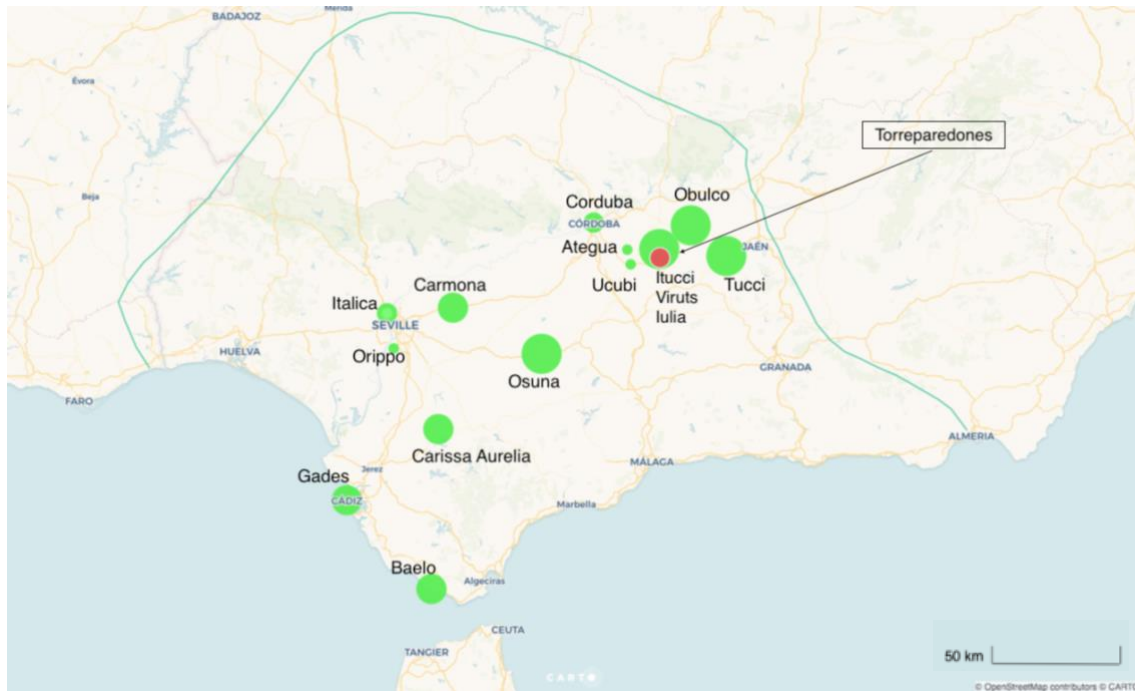 BADAJOZ
Mérida
Évora
Torreparedones
Beja
Corduba
CÓRDOBA
Obulco
Ategua
JAÉN
Ucubi
Itucci
Viruts
Iulia
Tucci
Italica
Carmona
SEVILLE
HUELVA
Orippo
Osuna
GRANADA
FARO
ALMERIA
Carissa Aurelia
MÁLAGA
Gades
Jerez
CÁDIZ
Marbella
Baelo
Algeciras
CEUTA
TANGIER
50 km
CARTO
© OpenStreetMap contributors © CARTO